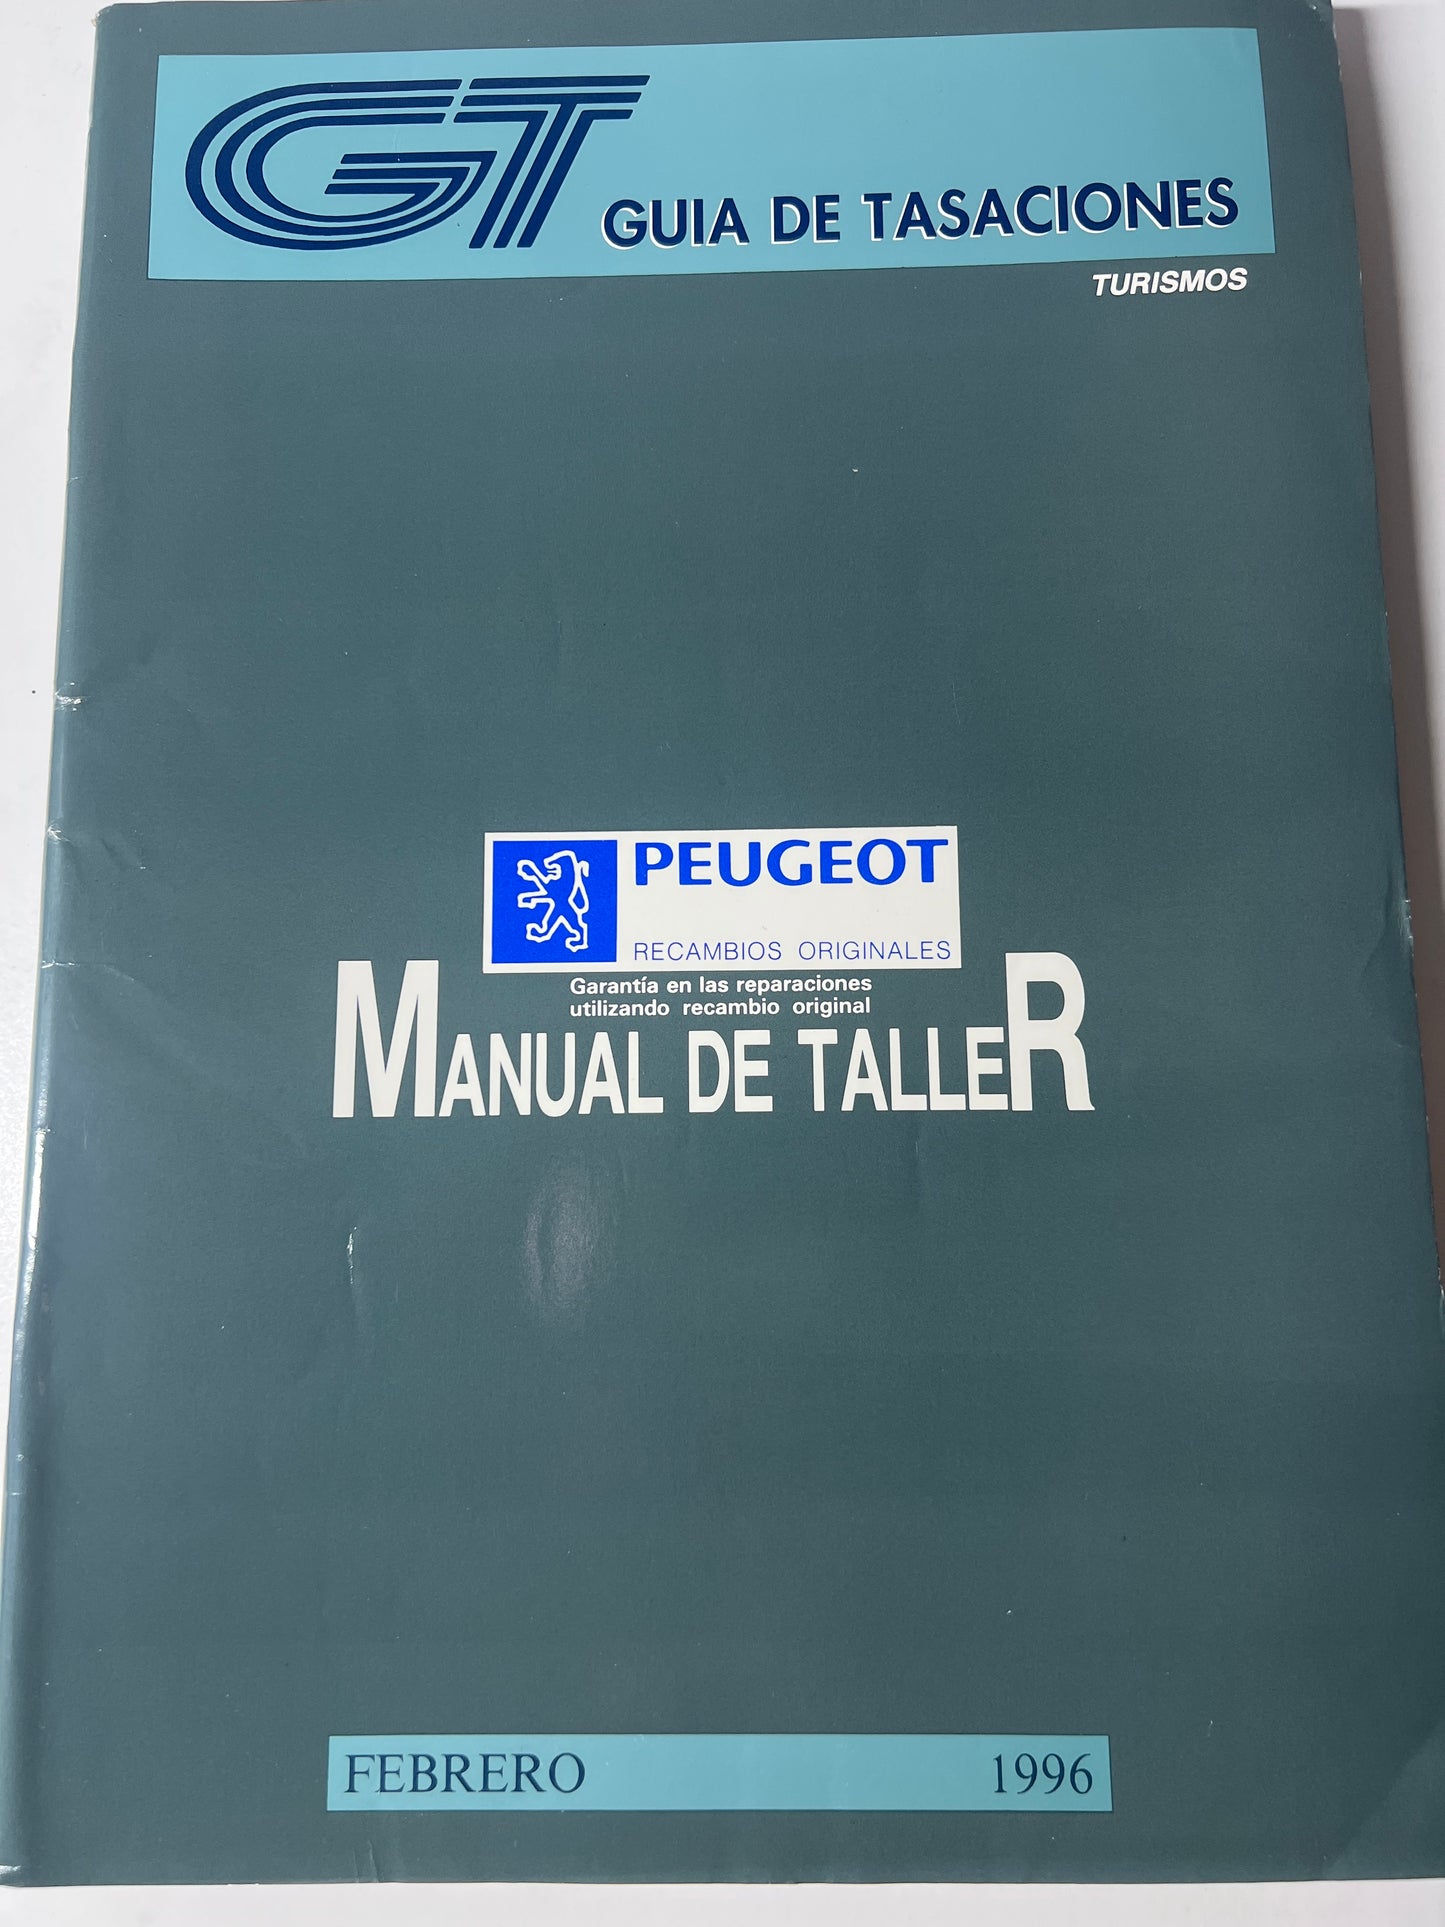 GT GUIA DE TASACIONES
TURISMOS
PEUGEOT
RECAMBIOS ORIGINALES
Garantía en las reparaciones
utilizando recambio original
MANUAL DE TALLER
FEBRERO 1996